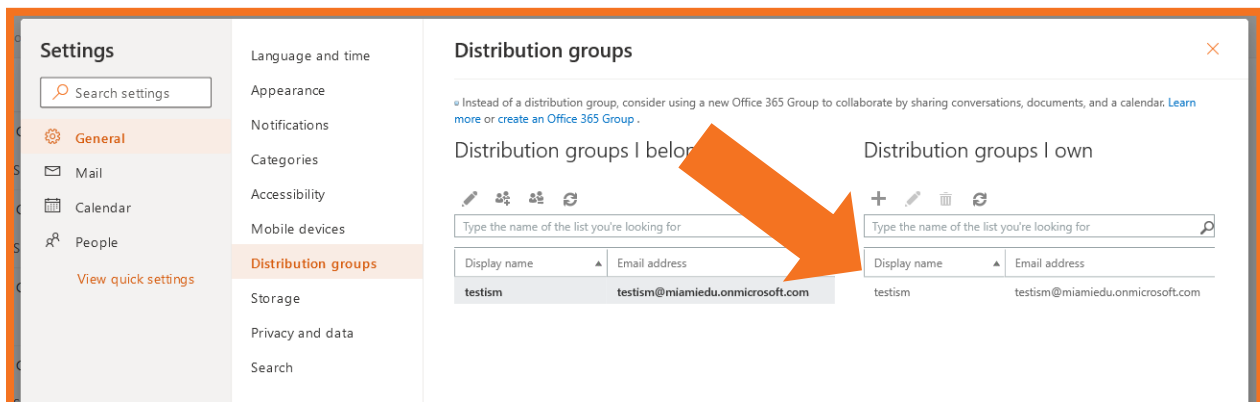 Settings
Search settings
General
Mail
Calendar
People
View quick settings
Language and time
Appearance
Notifications
Categories
Accessibility
Mobile devices
Distribution groups
Storage
Privacy and data
Search
Distribution groups
Instead of a distribution group, consider using a new Office 365 Group to collaborate by sharing conversations, documents, and a calendar. Learn
more or create an Office 365 Group .
Distribution groups I
Type the name of the list you're looking for
Display name Email address
testism testism@miamiedu.onmicrosoft.com
Distribution groups I own
Type the name of the list you're looking for
Display name Email address
testism testism@miamiedu.onmicrosoft.com